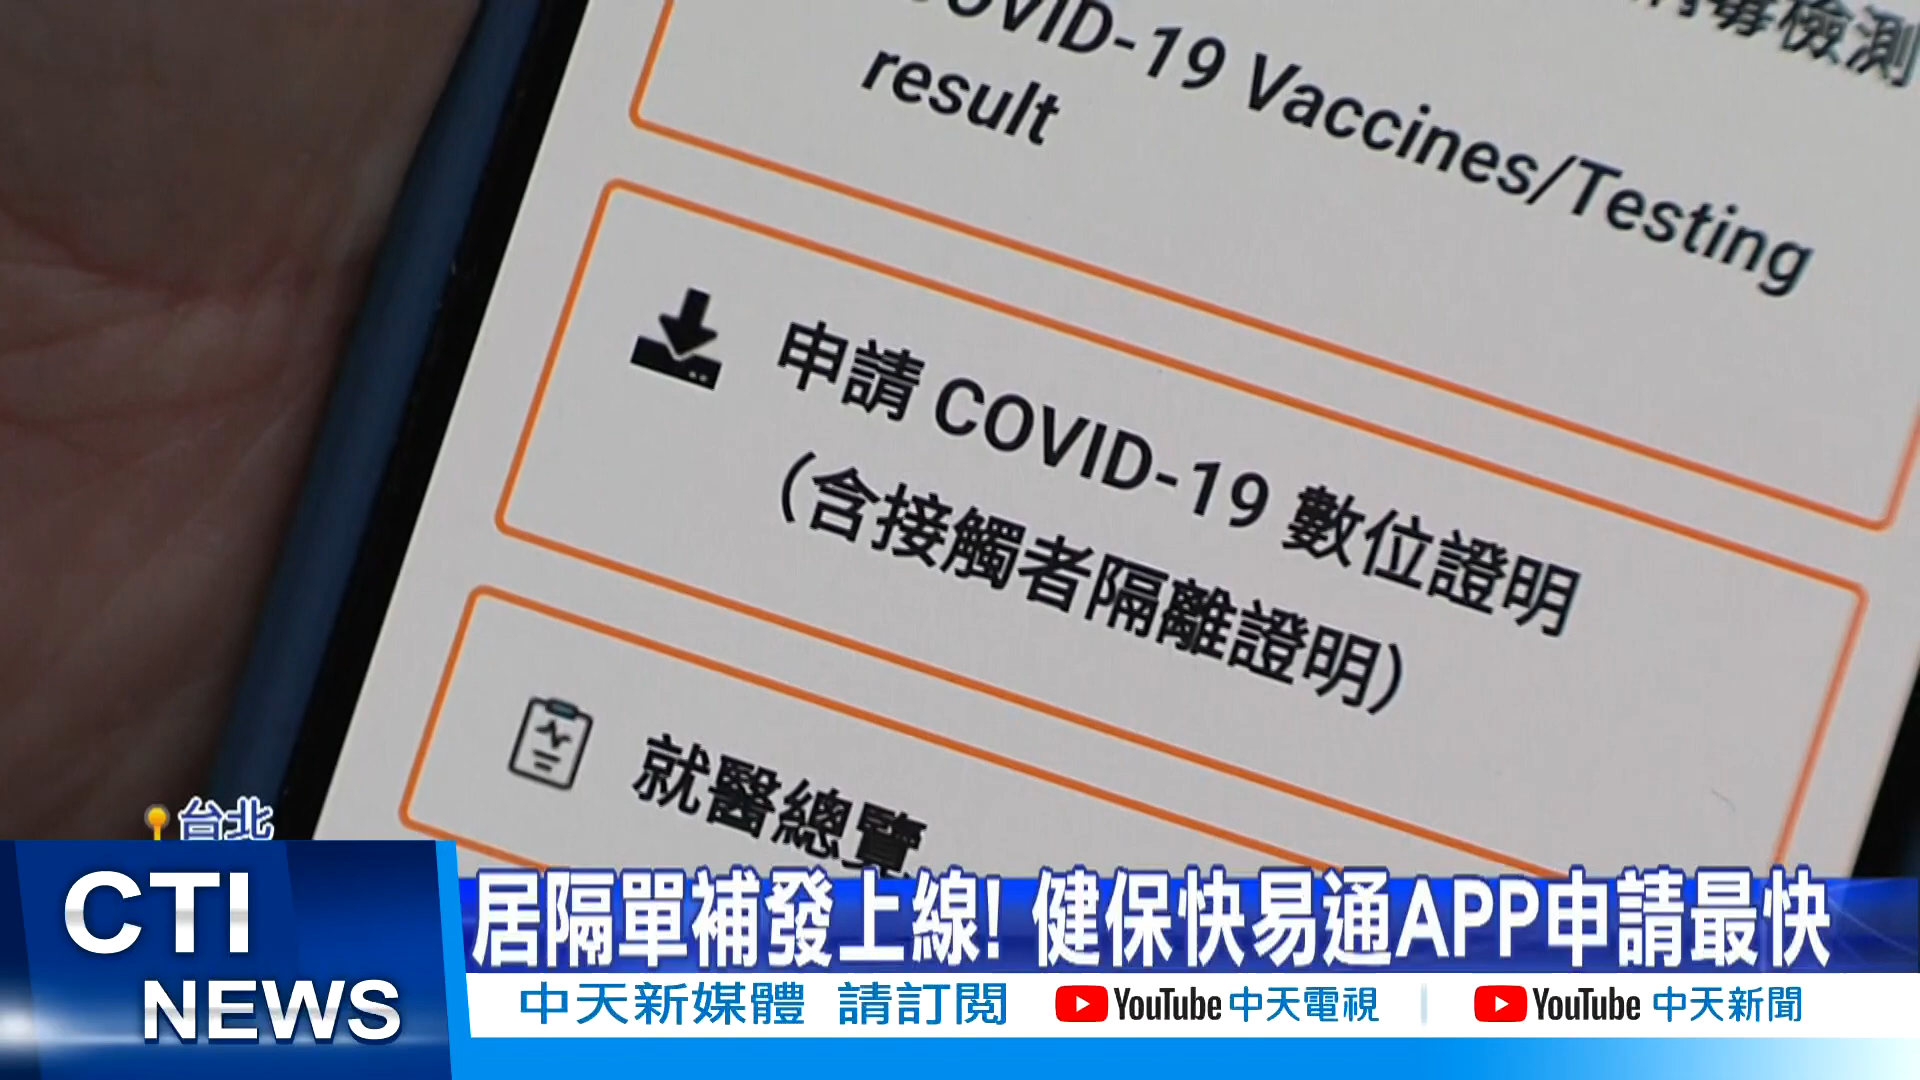 毒檢測
COVID-19 Vaccines/Testing
result
申請 COVID-19 數位證明
(含接觸者隔離證明)
就醫總覽
台北
CTI
NEWS
居隔單補發上線! 健保快易通APP申請最快
中天新媒體 請訂閱 YouTube 中天電視 | YouTube 中天新聞